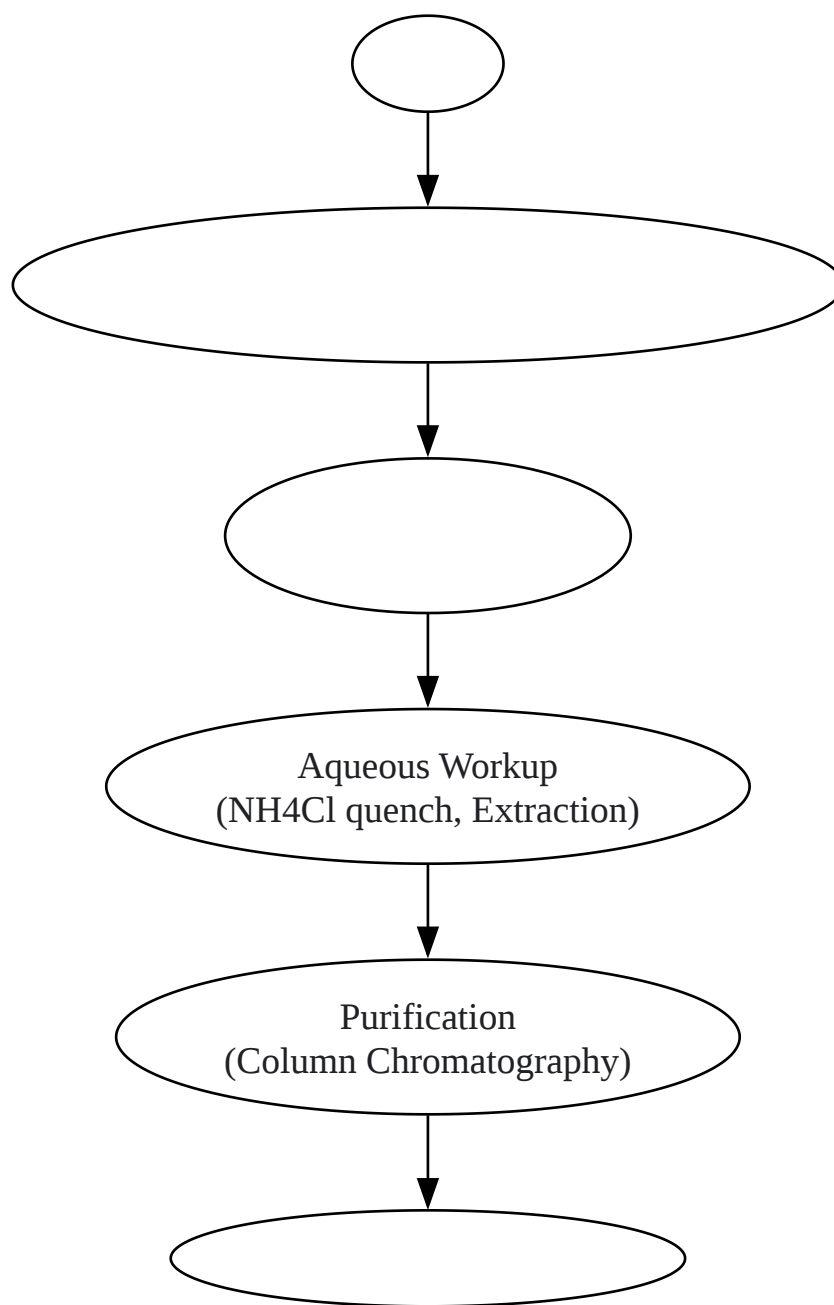 Aqueous Workup
(NH4Cl quench, Extraction)
Purification
(Column Chromatography)